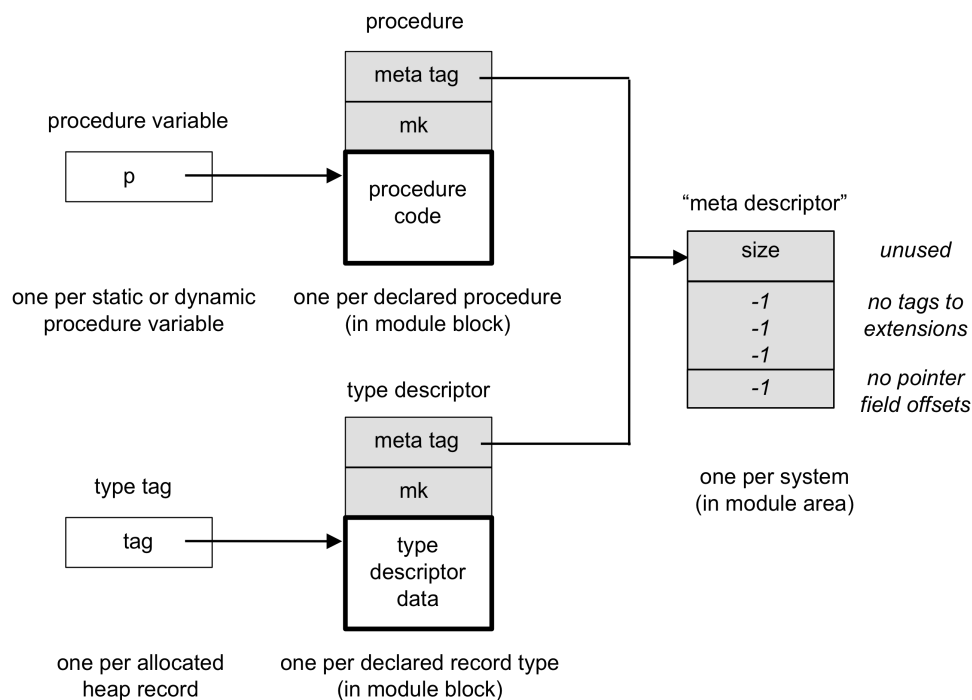 procedure
meta tag
mk
procedure variable
p
procedure
code
one per static or dynamic
procedure variable
one per declared procedure
(in module block)
“meta descriptor”
size
unused
-1
-1
-1
no tags to
extensions
-1
no pointer
field offsets
one per system
(in module area)
type descriptor
meta tag
mk
type tag
tag
type
descriptor
data
one per allocated
heap record
one per declared record type
(in module block)